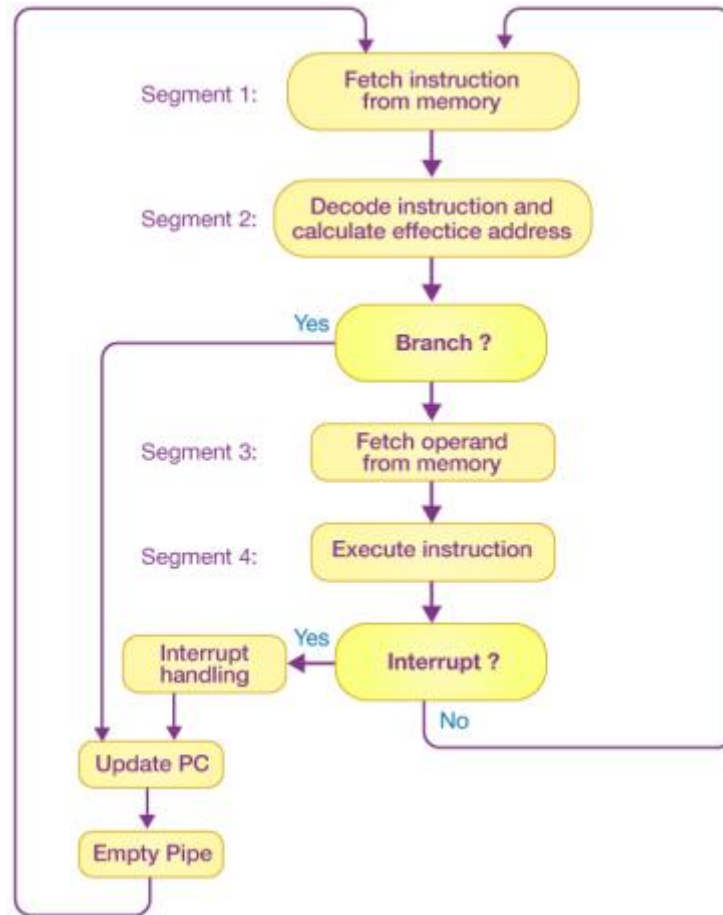 Segment 1:
Fetch instruction
from memory
Segment 2:
Decode instruction and
calculate effectice address
Yes
Branch ?
Segment 3:
Fetch operand
from memory
Segment 4:
Execute instruction
Yes
Interrupt ?
Interrupt
handling
No
Update PC
Empty Pipe